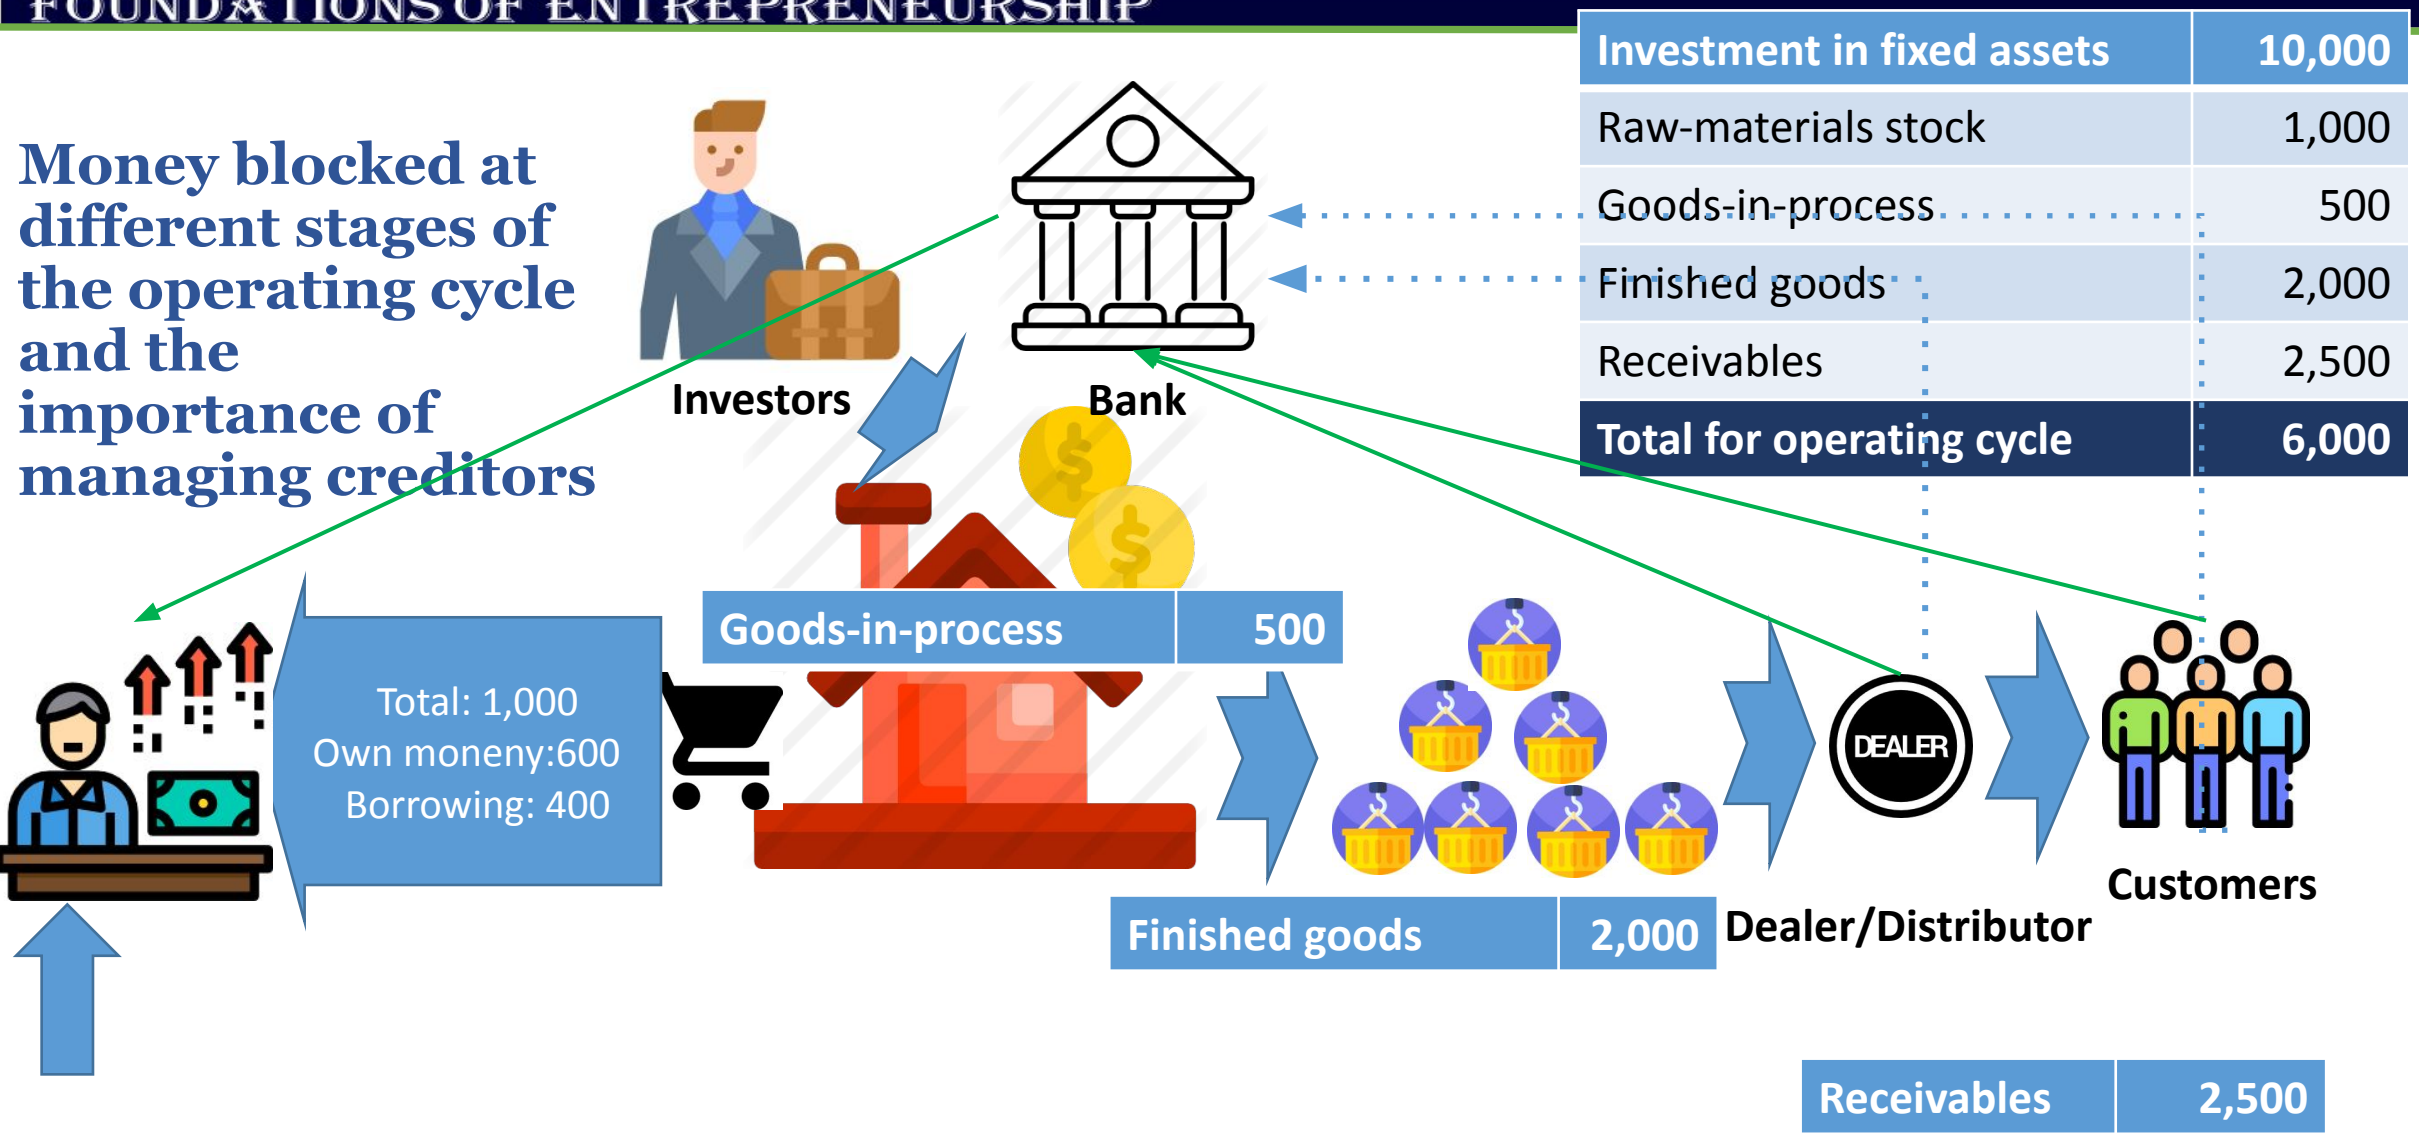 FOUNDATIONS OF ENTREPRENEURSHIP
Money blocked at
different stages of
the operating cycle
and the
importance of
managing creditors
Investment in fixed assets 10,000
Raw-materials stock 1,000
Goods-in-process 500
Finished goods 2,000
Receivables 2,500
Total for operating cycle 6,000
Investors
Bank
$
$
Goods-in-process 500
Total: 1,000
Own moneny:600
Borrowing: 400
DEALER
Customers
Dealer/Distributor
Finished goods 2,000
Receivables 2,500